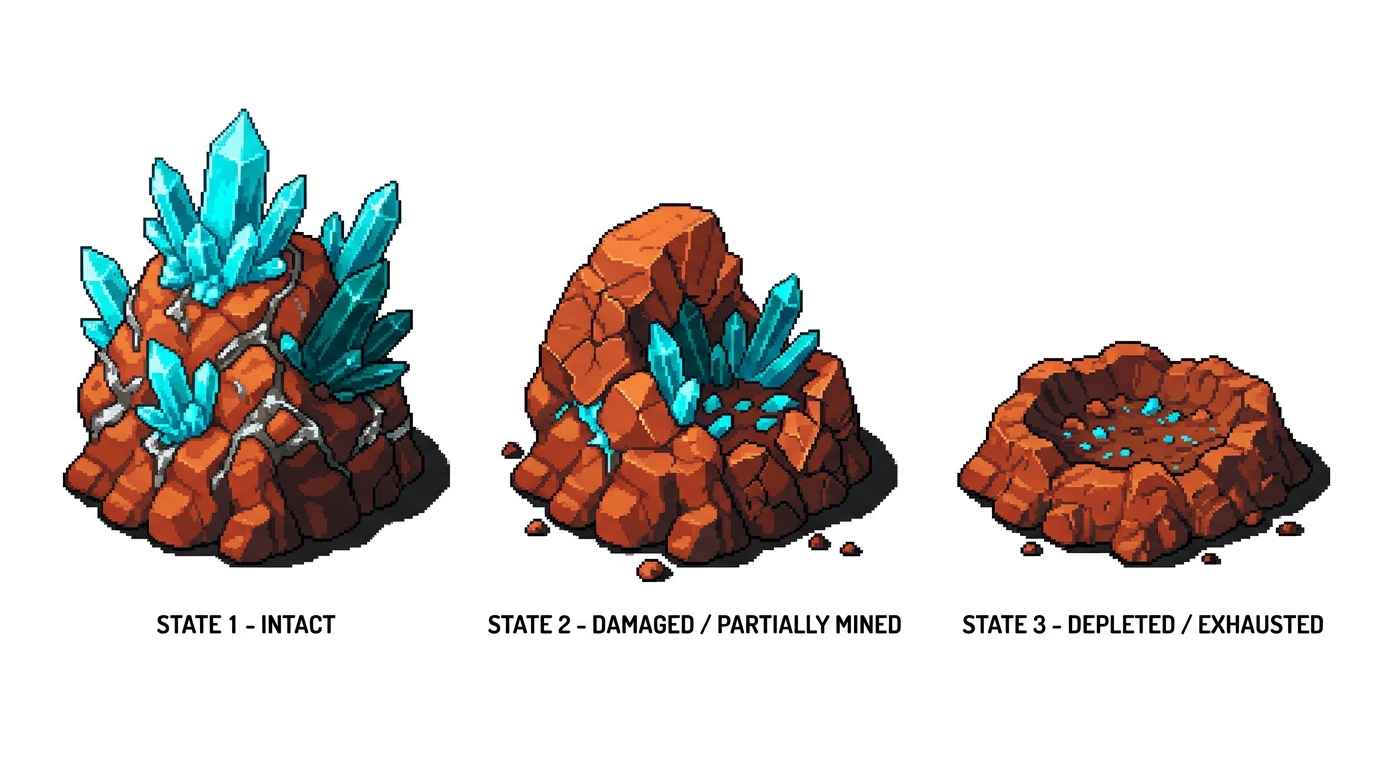 STATE 1 - INTACT
STATE 2 - DAMAGED / PARTIALLY MINED
STATE 3 - DEPLETED / EXHAUSTED